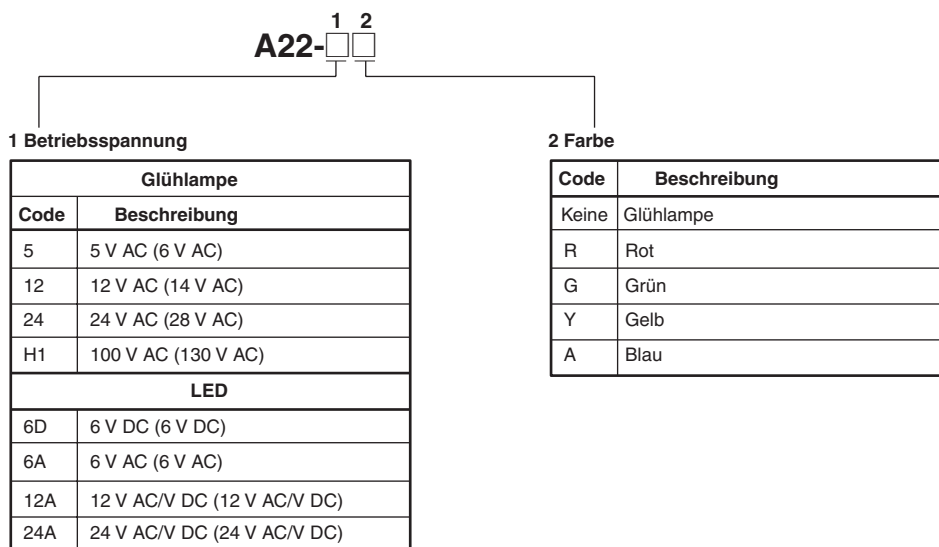 1 2
A22-□□
1 Betriebsspannung
Glühlampe
Code Beschreibung
5 5 V AC (6 V AC)
12 12 V AC (14 V AC)
24 24 V AC (28 V AC)
H1 100 V AC (130 V AC)
LED
6D 6 V DC (6 V DC)
6A 6 V AC (6 V AC)
12A 12 V AC/V DC (12 V AC/V DC)
24A 24 V AC/V DC (24 V AC/V DC)
2 Farbe
Code Beschreibung
Keine Glühlampe
R Rot
G Grün
Y Gelb
A Blau